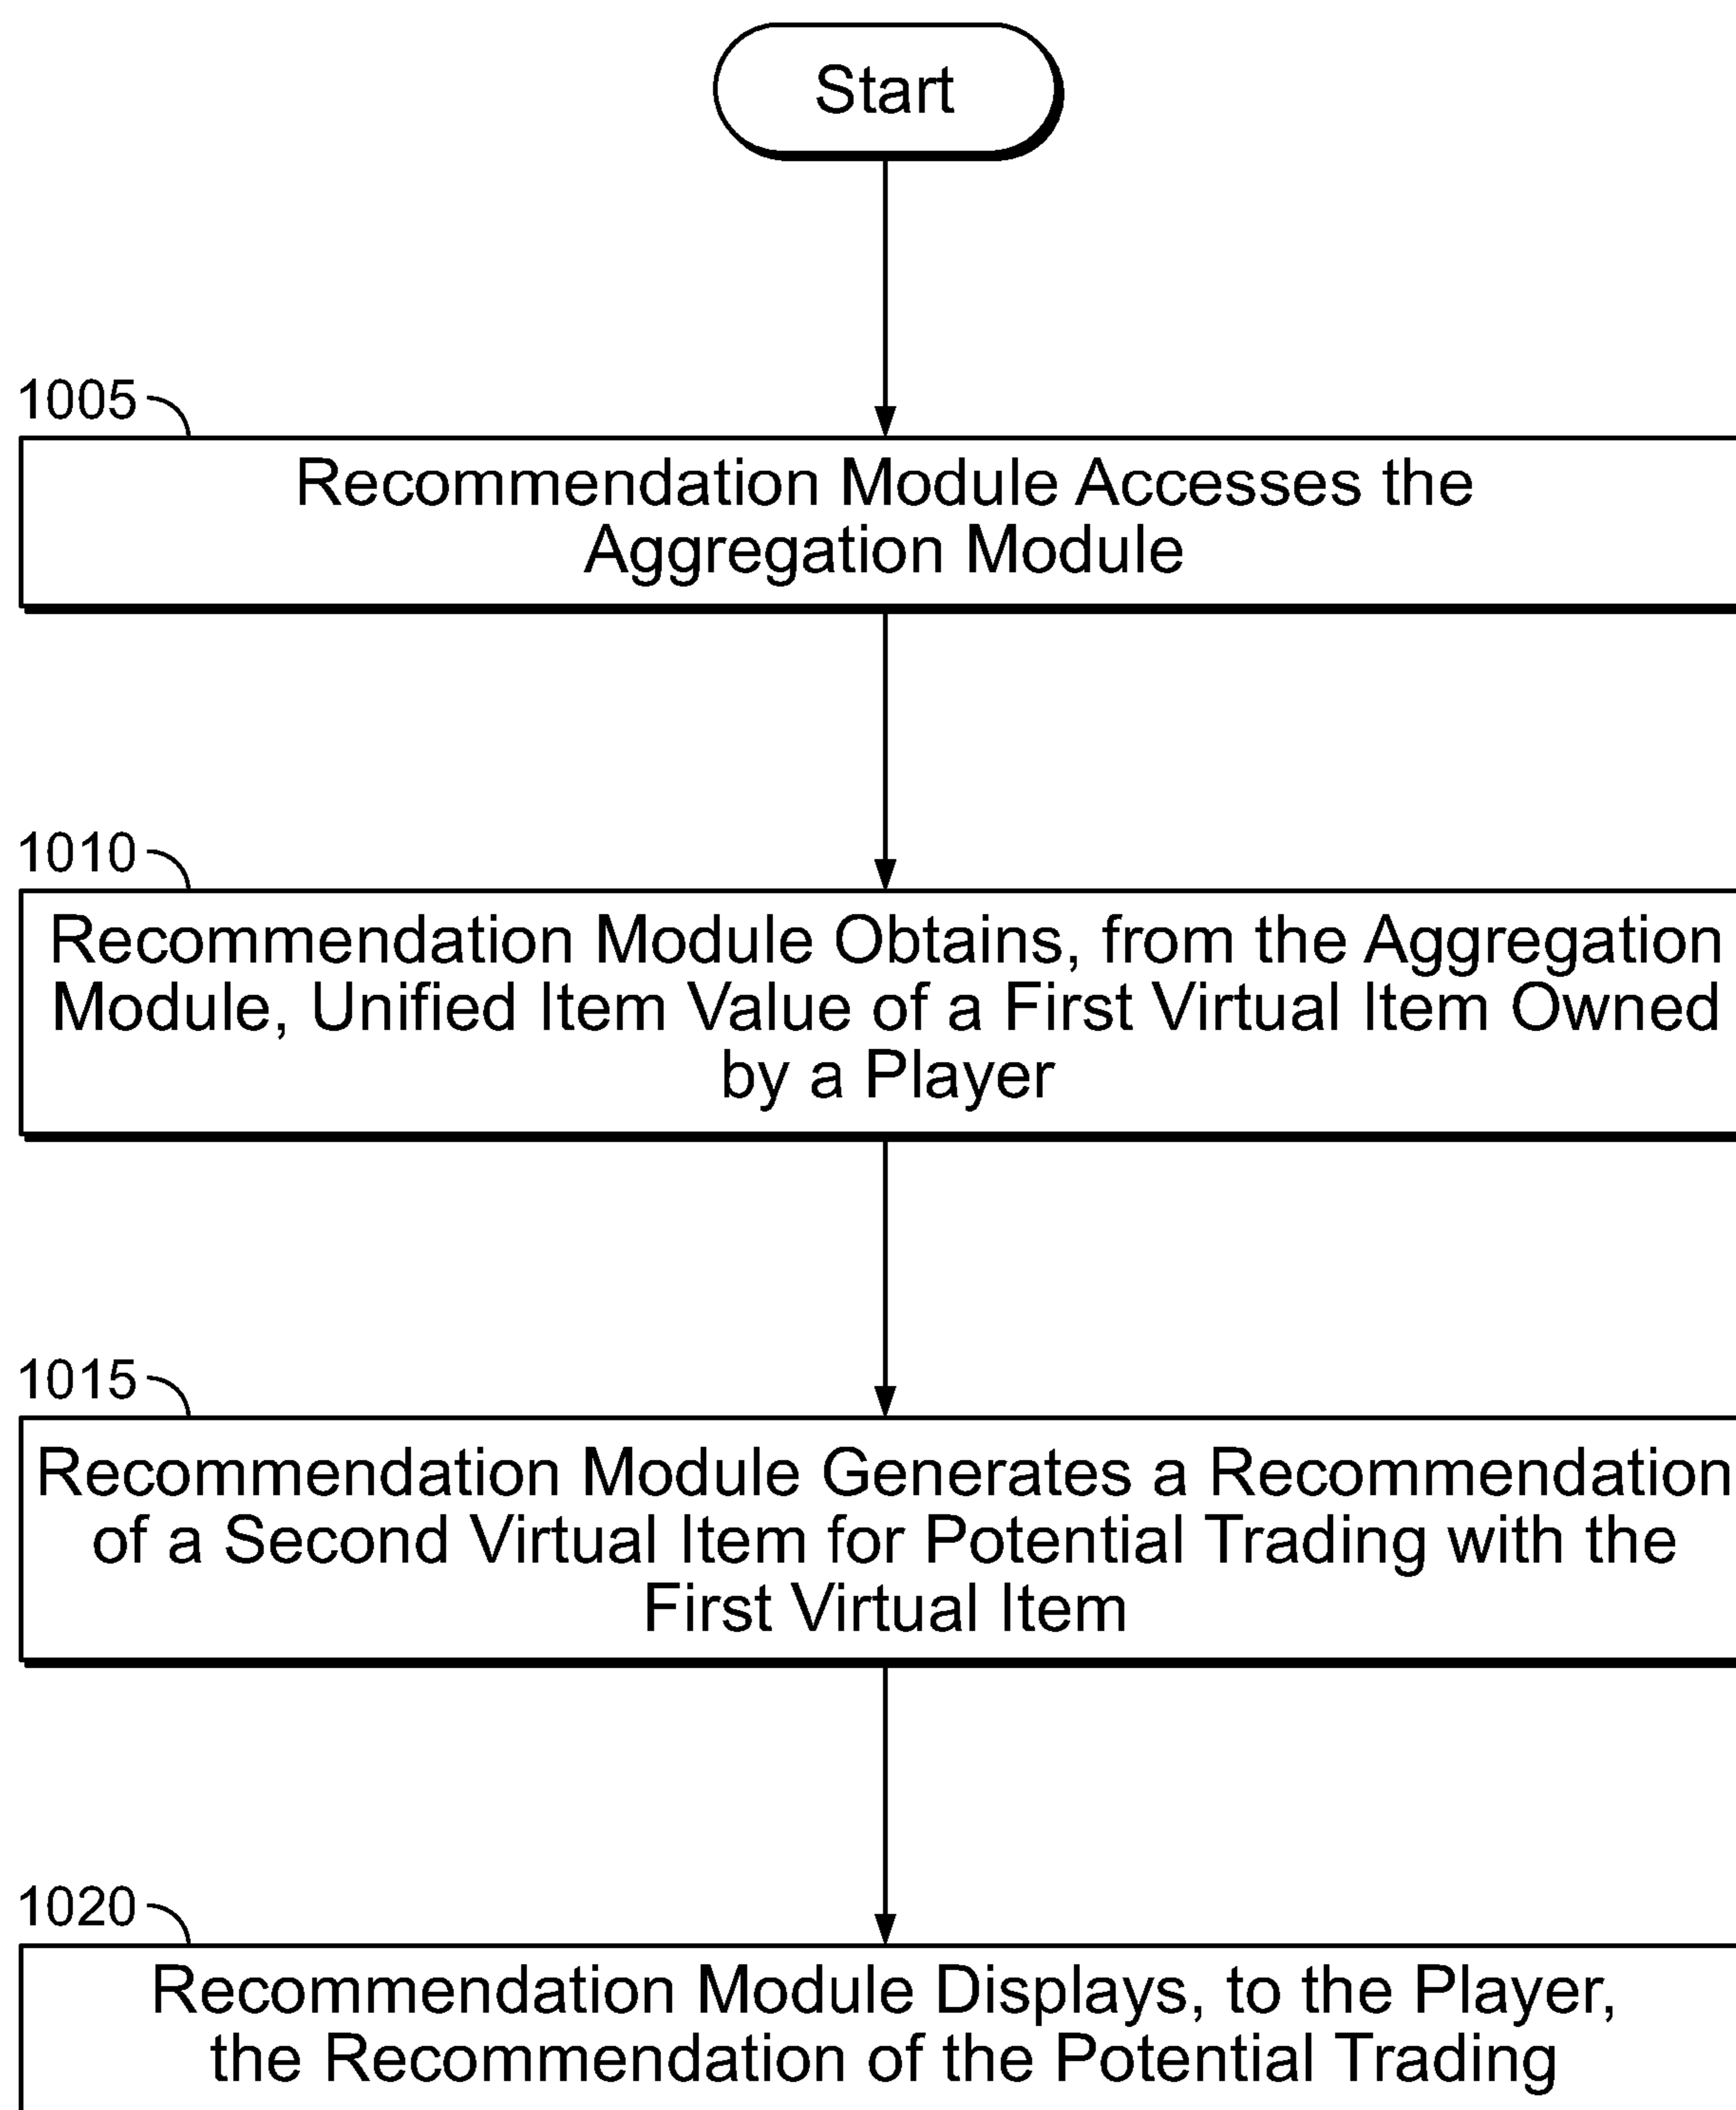 Start
1005
Recommendation Module Accesses the
Aggregation Module
1010
Recommendation Module Obtains, from the Aggregation
Module, Unified Item Value of a First Virtual Item Owned
by a Player
1015
Recommendation Module Generates a Recommendation
of a Second Virtual Item for Potential Trading with the
First Virtual Item
1020
Recommendation Module Displays, to the Player,
the Recommendation of the Potential Trading